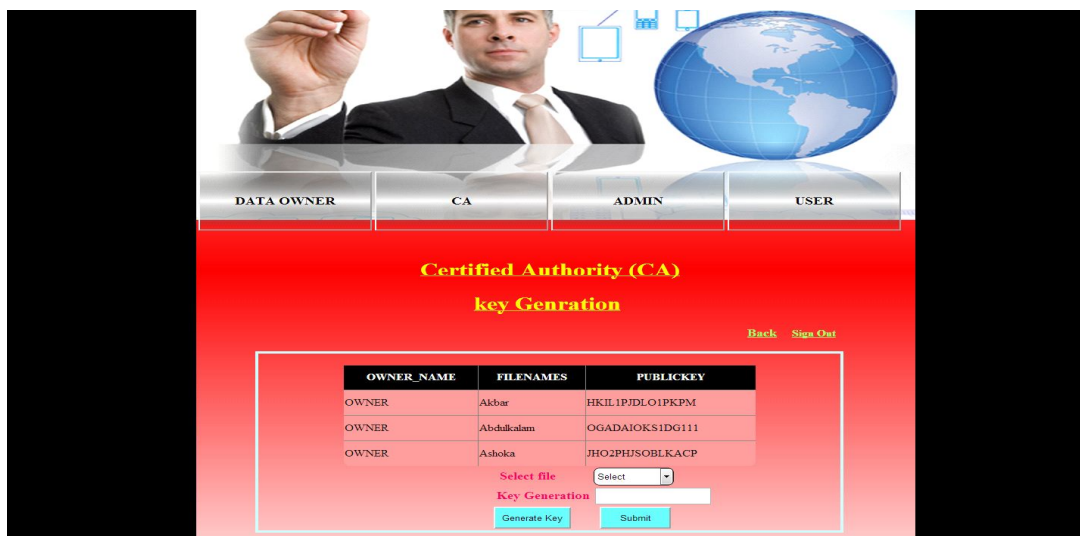 DATA OWNER CA ADMIN USER
Certified Authority (CA)
key Genration
Back Sign Out
OWNER_NAME FILENAMES PUBLICKEY
OWNER Akbar HKIL1PJDLO1PKPM
OWNER Abdulkalam OGADAIOKS1DG111
OWNER Ashoka JHO2PHJSOBLKACP
Select file Select
Key Generation
Generate Key Submit